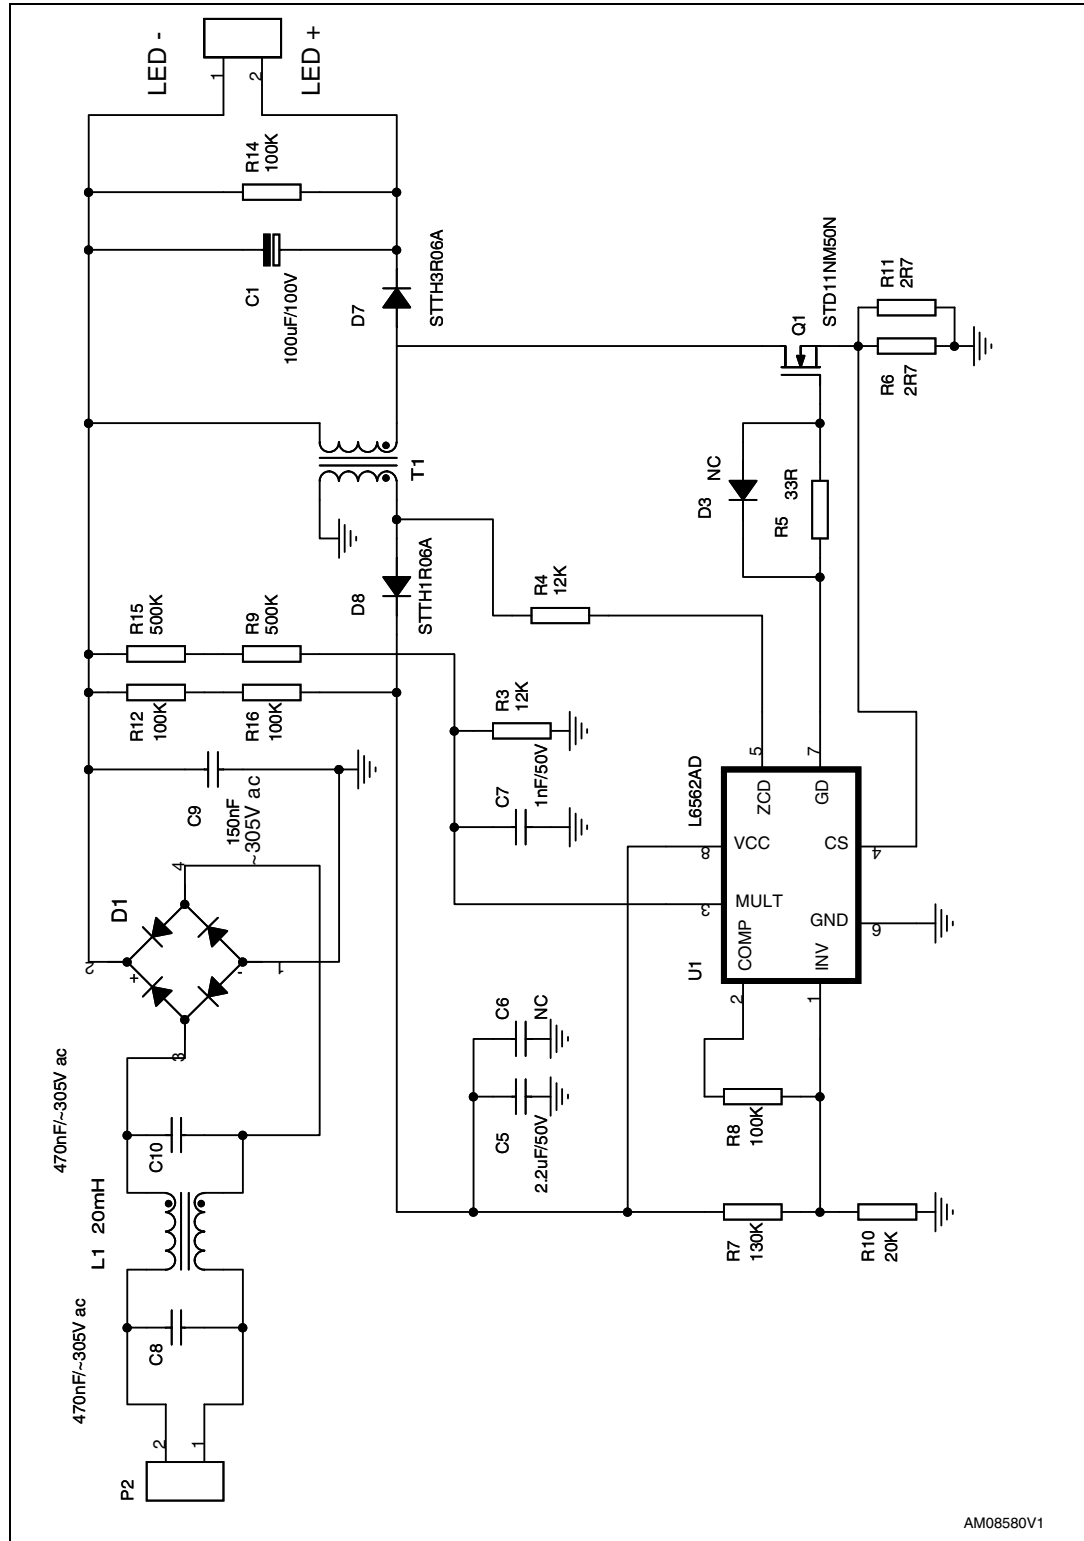 LED -
LED +
1
2
R14
100K
C1
100uF/100V
D7
STTH3R06A
Q1
STD11NM50N
R11
2R7
R6
2R7
T1
D3
NC
R5
33R
R4
12K
D8
STTH1R06A
R15
500K
R9
500K
R12
100K
R16
100K
R3
12K
C7
1nF/50V
C9
150nF
~305V ac
D1
+
-
4
2
1
3
L6562AD
U1
ZCD
GD
VCC
CS
MULT
GND
COMP
INV
5
7
8
4
3
6
2
1
C6
NC
C5
2.2uF/50V
R8
100K
R7
130K
R10
20K
470nF/~305V ac
C10
L1 20mH
470nF/~305V ac
C8
P2
2
1
AM08580V1